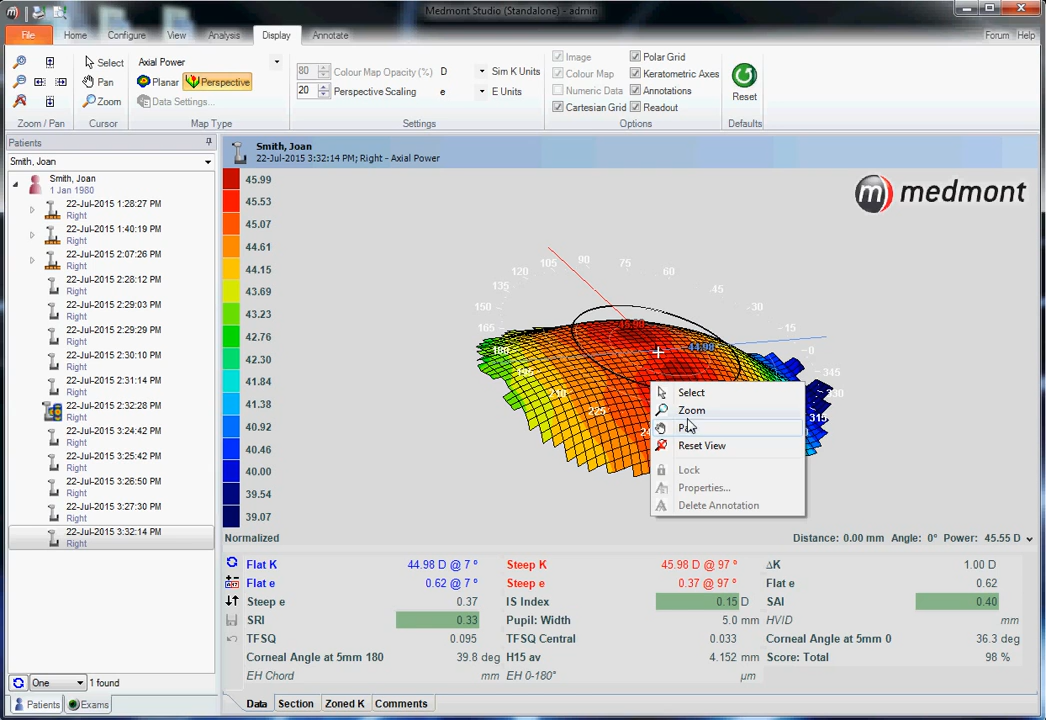 Medmont Studio (Standalone) - admin
File Home Configure View Analysis Display Annotate Forum Help
Select
Pan
Zoom
Zoom / Pan Cursor
Axial Power
Planar Perspective
Data Settings...
Map Type
80 Colour Map Opacity (%) D Sim K Units
20 Perspective Scaling e E Units
Settings
Image Polar Grid
Colour Map Keratometric Axes
Numeric Data Annotations
Cartesian Grid Readout
Options
Reset
Defaults
Patients
Smith, Joan
Smith, Joan
1 Jan 1980
22-Jul-2015 1:28:27 PM
Right
22-Jul-2015 1:40:19 PM
Right
22-Jul-2015 2:07:26 PM
Right
22-Jul-2015 2:28:12 PM
Right
22-Jul-2015 2:29:03 PM
Right
22-Jul-2015 2:29:29 PM
Right
22-Jul-2015 2:30:10 PM
Right
22-Jul-2015 2:31:14 PM
Right
22-Jul-2015 2:32:28 PM
Right
22-Jul-2015 3:24:42 PM
Right
22-Jul-2015 3:25:42 PM
Right
22-Jul-2015 3:26:50 PM
Right
22-Jul-2015 3:27:30 PM
Right
22-Jul-2015 3:32:14 PM
Right
One 1 found
Patients Exams
Smith, Joan
22-Jul-2015 3:32:14 PM; Right - Axial Power
medmont
45.99
45.53
45.07
44.61
44.15
43.69
43.23
42.76
42.30
41.84
41.38
40.92
40.46
40.00
39.54
39.07
105 90 75
120 60
135 45
150 30
165 45.98 15
180 44.98 0
195 345
210 330
225 315
Select
Zoom
Reset View
Lock
Properties...
Delete Annotation
Normalized
Distance: 0.00 mm Angle: 0° Power: 45.55 D
Flat K 44.98 D @ 7 ° Steep K 45.98 D @ 97 ° ΔK 1.00 D
Flat e 0.62 @ 7 ° Steep e 0.37 @ 97 ° Flat e 0.62
Steep e 0.37 IS Index 0.15 D SAI 0.40
SRI 0.33 Pupil: Width 5.0 mm HVID mm
TFSQ 0.095 TFSQ Central 0.033 Corneal Angle at 5mm 0 36.3 deg
Corneal Angle at 5mm 180 39.8 deg H15 av 4.152 mm Score: Total 98 %
EH Chord mm EH 0-180° μm
Data Section Zoned K Comments